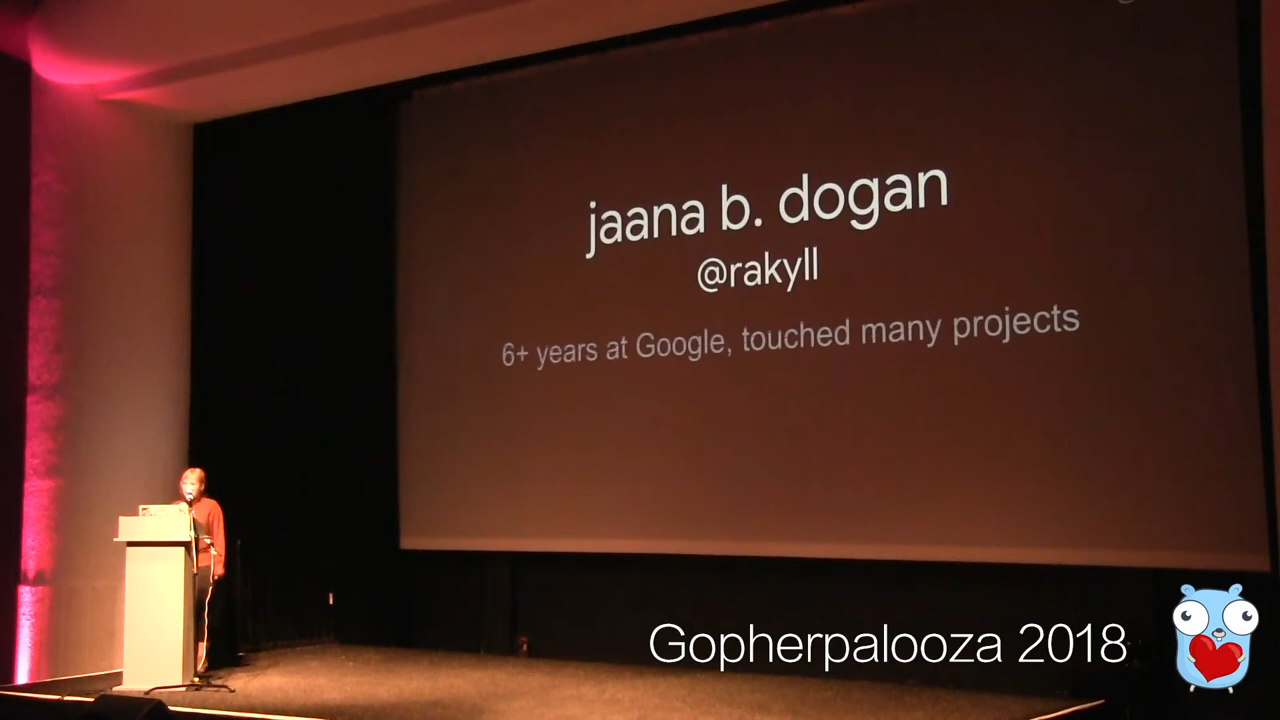 jaana b. dogan
@rakyll
6+ years at Google, touched many projects
Gopherpalooza 2018